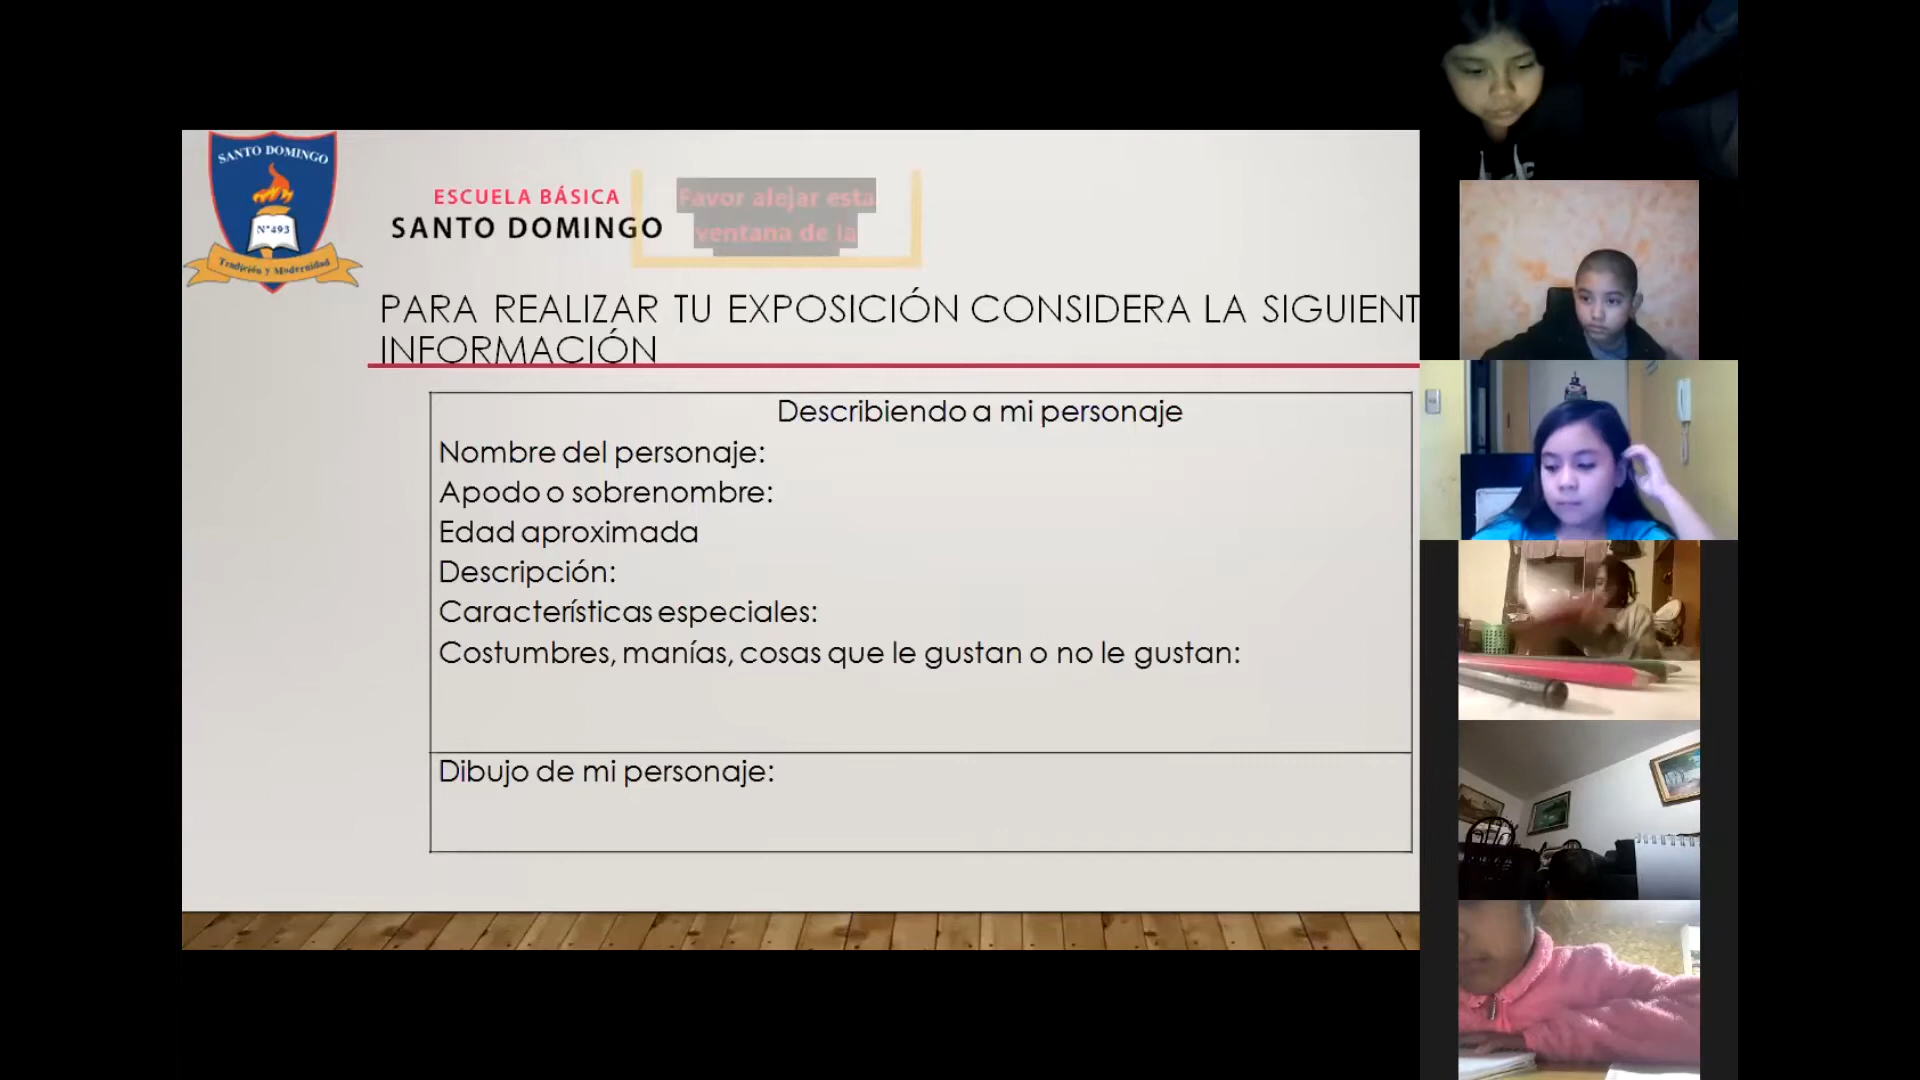 SANTO DOMINGO
N°493
Tradición y Modernidad
ESCUELA BÁSICA
SANTO DOMINGO
Favor alejar esta
ventana de la
PARA REALIZAR TU EXPOSICIÓN CONSIDERA LA SIGUIENT
INFORMACIÓN
Describiendo a mi personaje
Nombre del personaje:
Apodo o sobrenombre:
Edad aproximada
Descripción:
Características especiales:
Costumbres, manías, cosas que le gustan o no le gustan:
Dibujo de mi personaje: